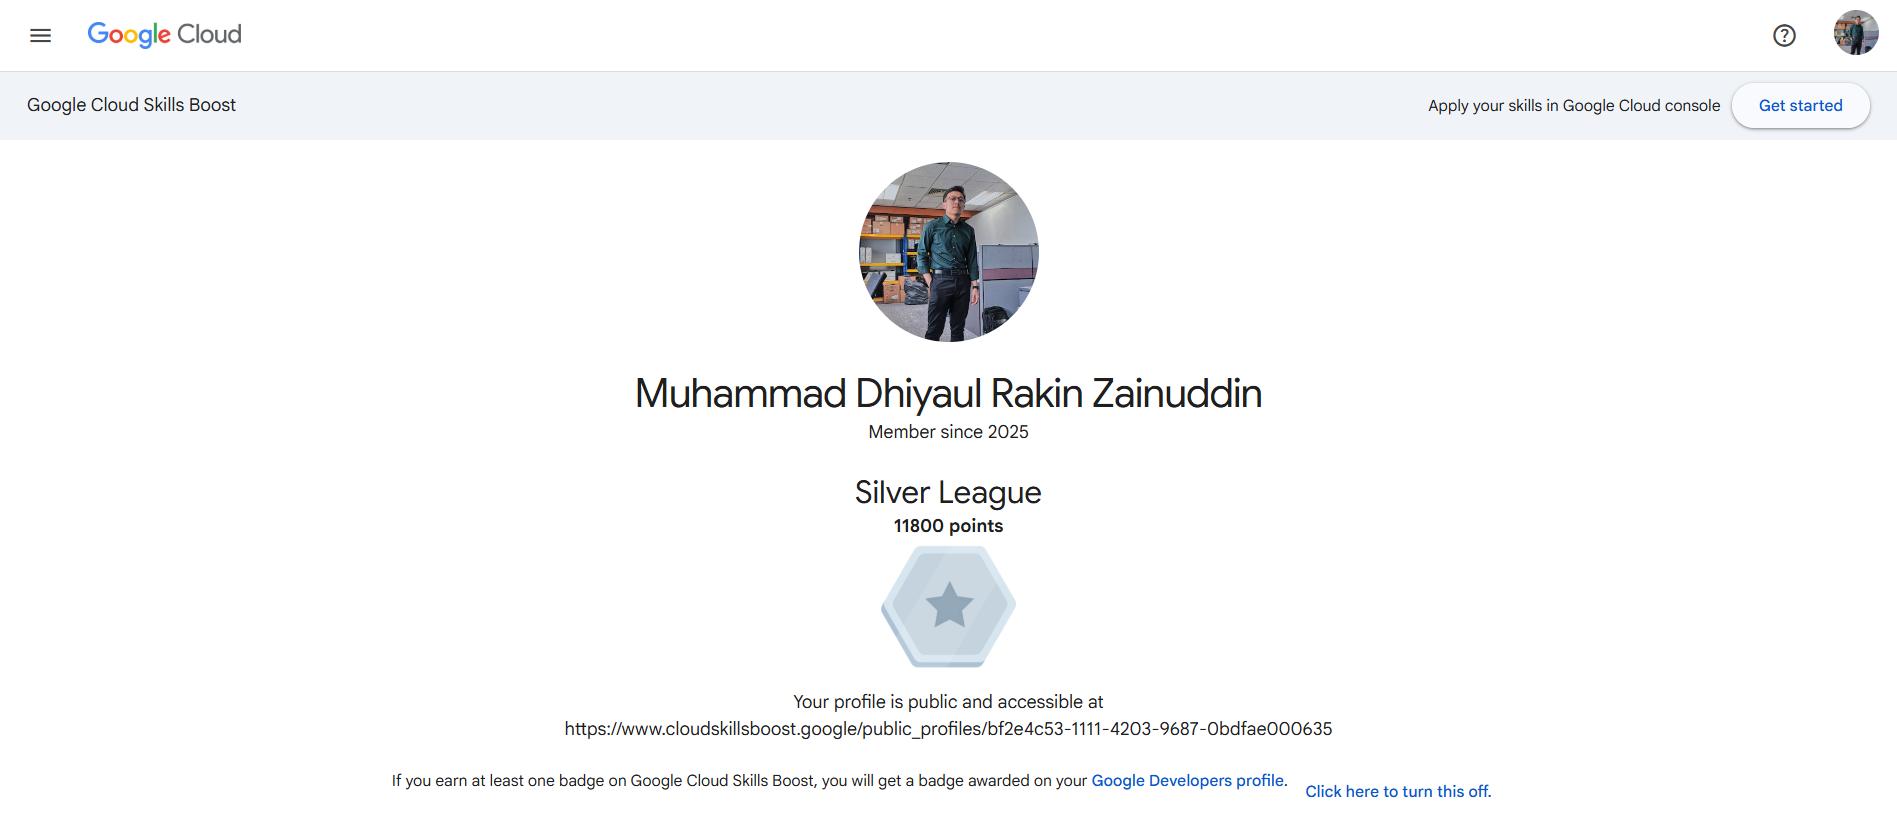 Google Cloud
Google Cloud Skills Boost
Apply your skills in Google Cloud console
Get started
Muhammad Dhiyaul Rakin Zainuddin
Member since 2025
Silver League
11800 points
Your profile is public and accessible at
https://www.cloudskillsboost.google/public_profiles/bf2e4c53-1111-4203-9687-0bdfae000635
If you earn at least one badge on Google Cloud Skills Boost, you will get a badge awarded on your Google Developers profile.
Click here to turn this off.